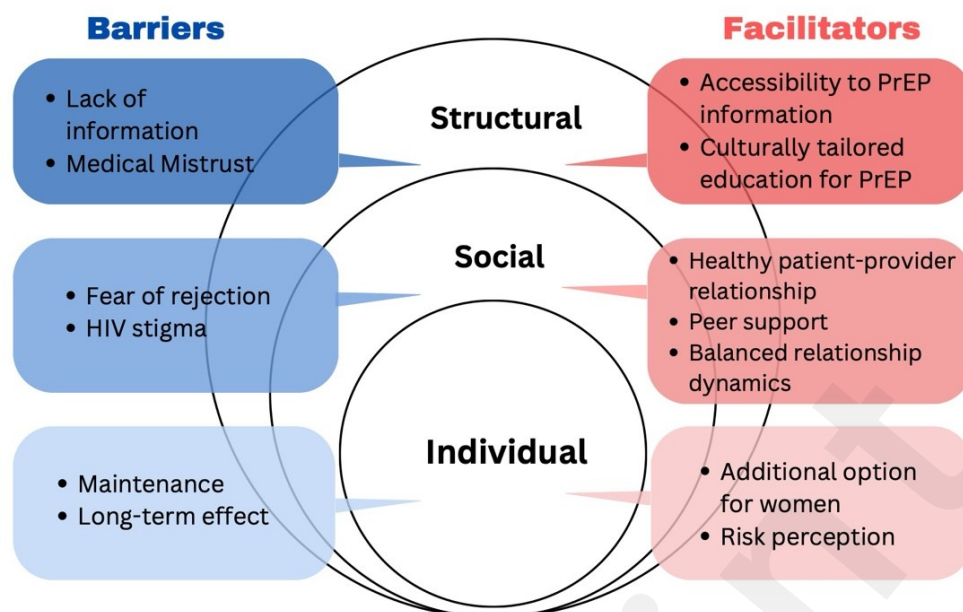 Barriers
Facilitators
• Lack of
information
• Medical Mistrust
Structural
• Accessibility to PrEP
information
• Culturally tailored
education for PrEP
• Fear of rejection
• HIV stigma
Social
• Healthy patient-provider
relationship
• Peer support
• Balanced relationship
dynamics
• Maintenance
• Long-term effect
Individual
• Additional option
for women
• Risk perception